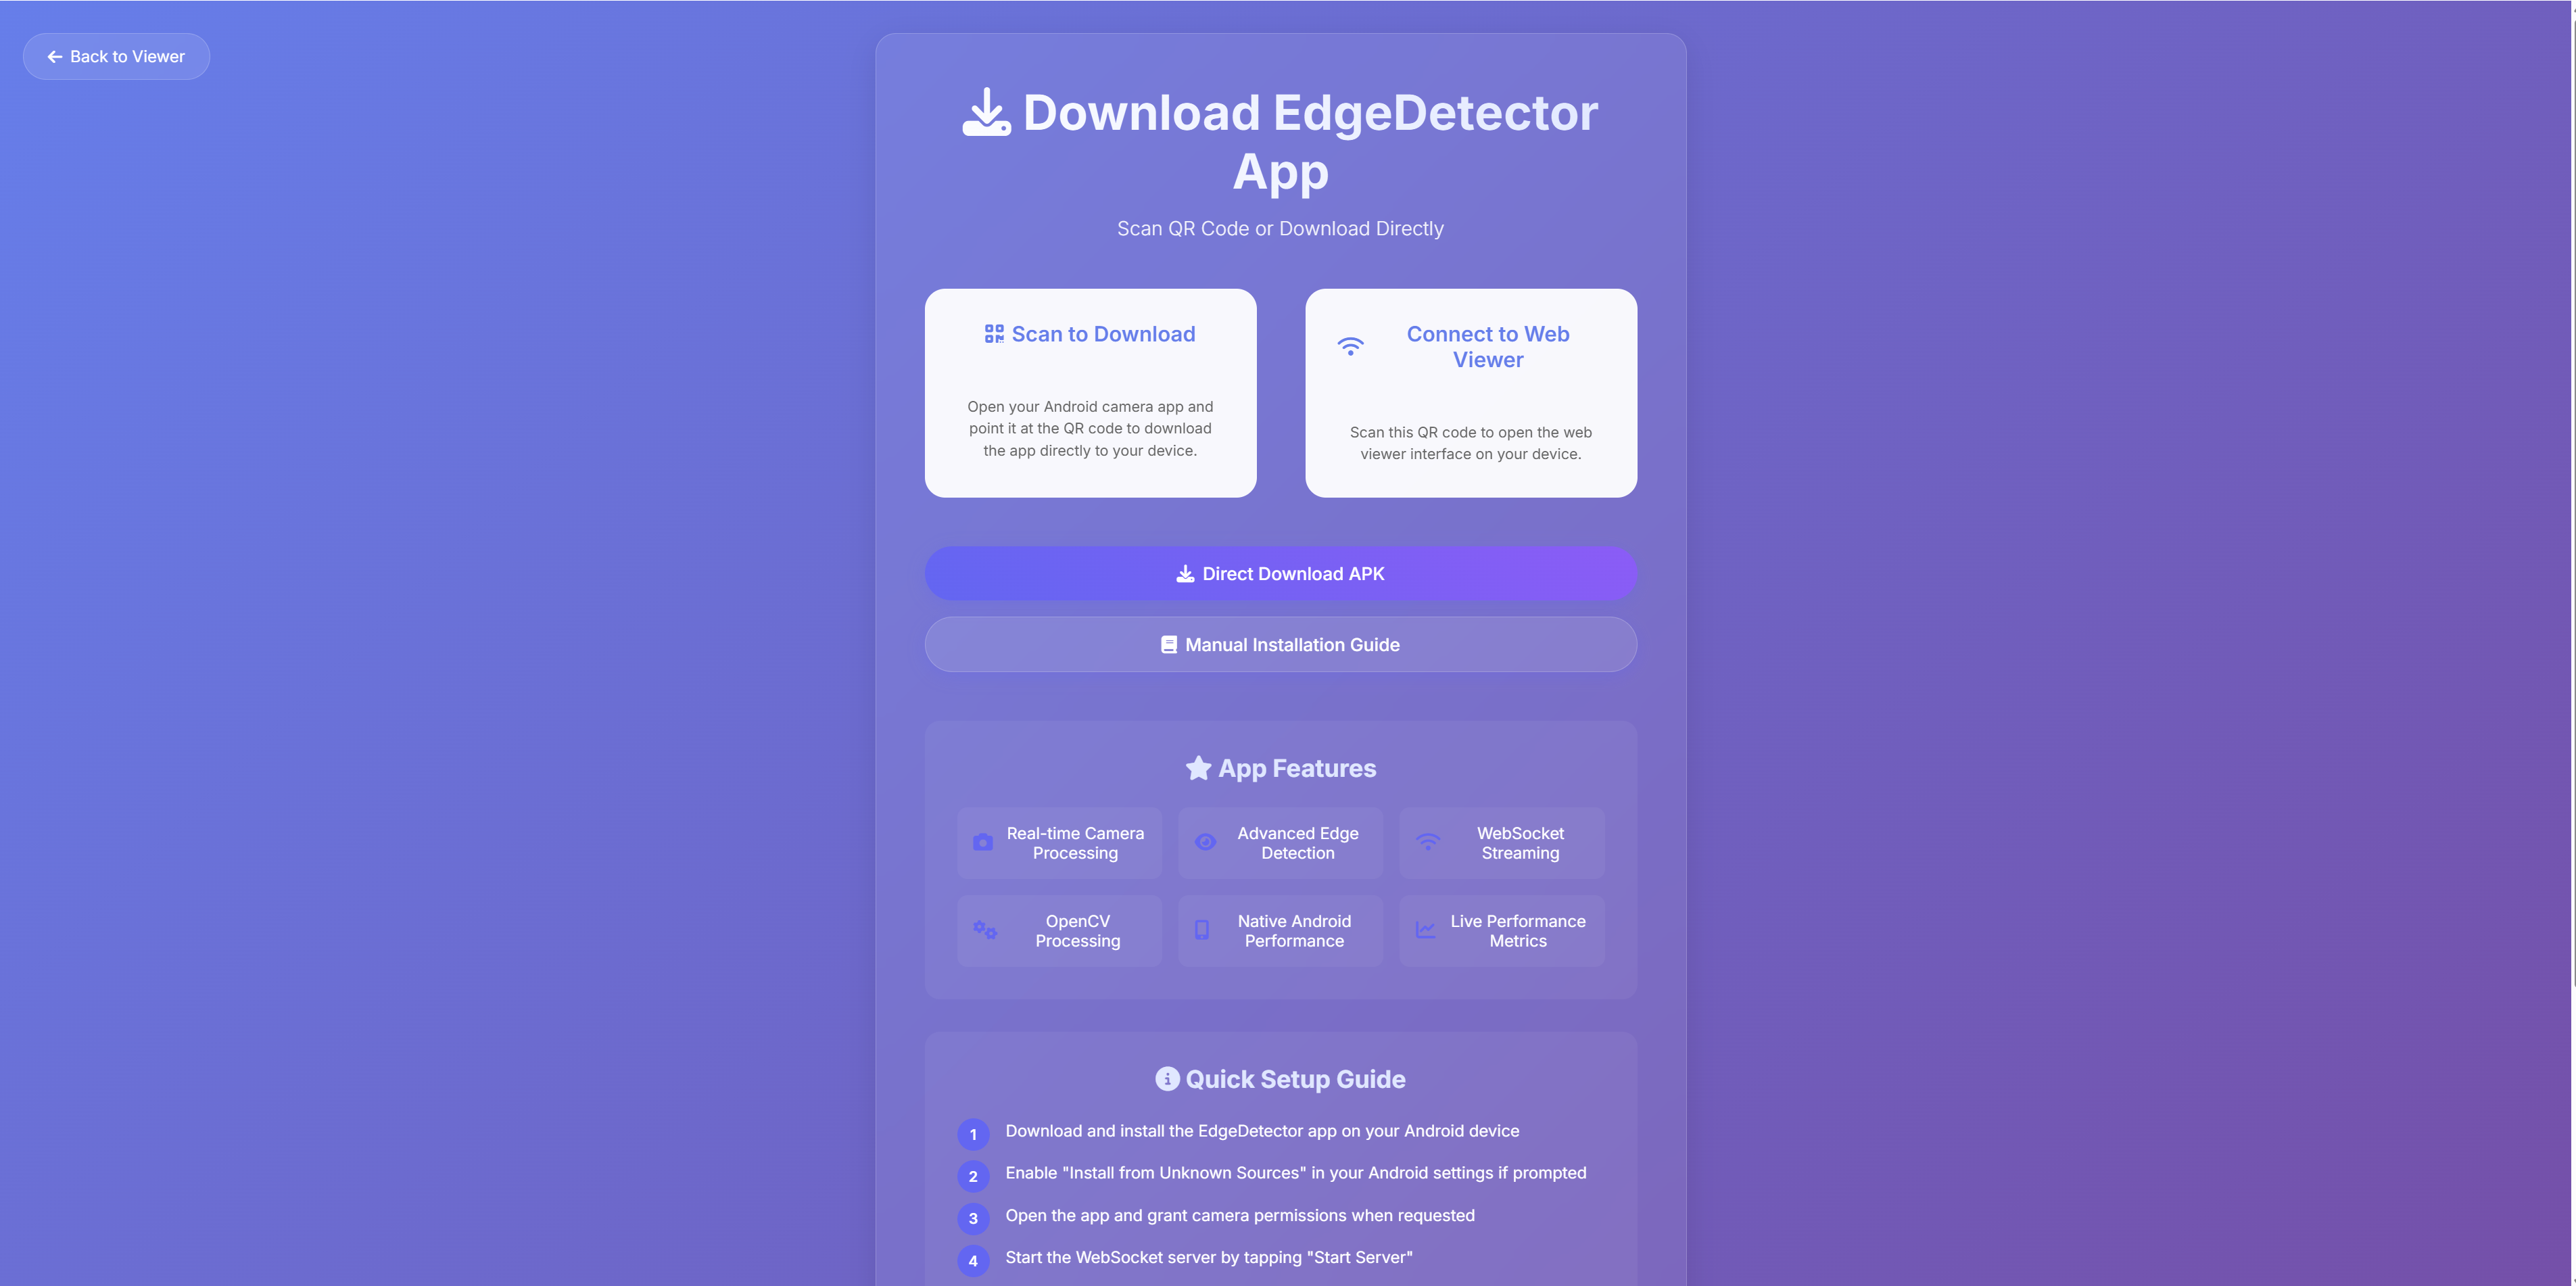 Back to Viewer
Download EdgeDetector
App
Scan QR Code or Download Directly
Scan to Download
Open your Android camera app and
point it at the QR code to download
the app directly to your device.
Connect to Web
Viewer
Scan this QR code to open the web
viewer interface on your device.
Direct Download APK
Manual Installation Guide
App Features
Real-time Camera
Processing
Advanced Edge
Detection
WebSocket
Streaming
OpenCV
Processing
Native Android
Performance
Live Performance
Metrics
Quick Setup Guide
1 Download and install the EdgeDetector app on your Android device
2 Enable "Install from Unknown Sources" in your Android settings if prompted
3 Open the app and grant camera permissions when requested
4 Start the WebSocket server by tapping "Start Server"